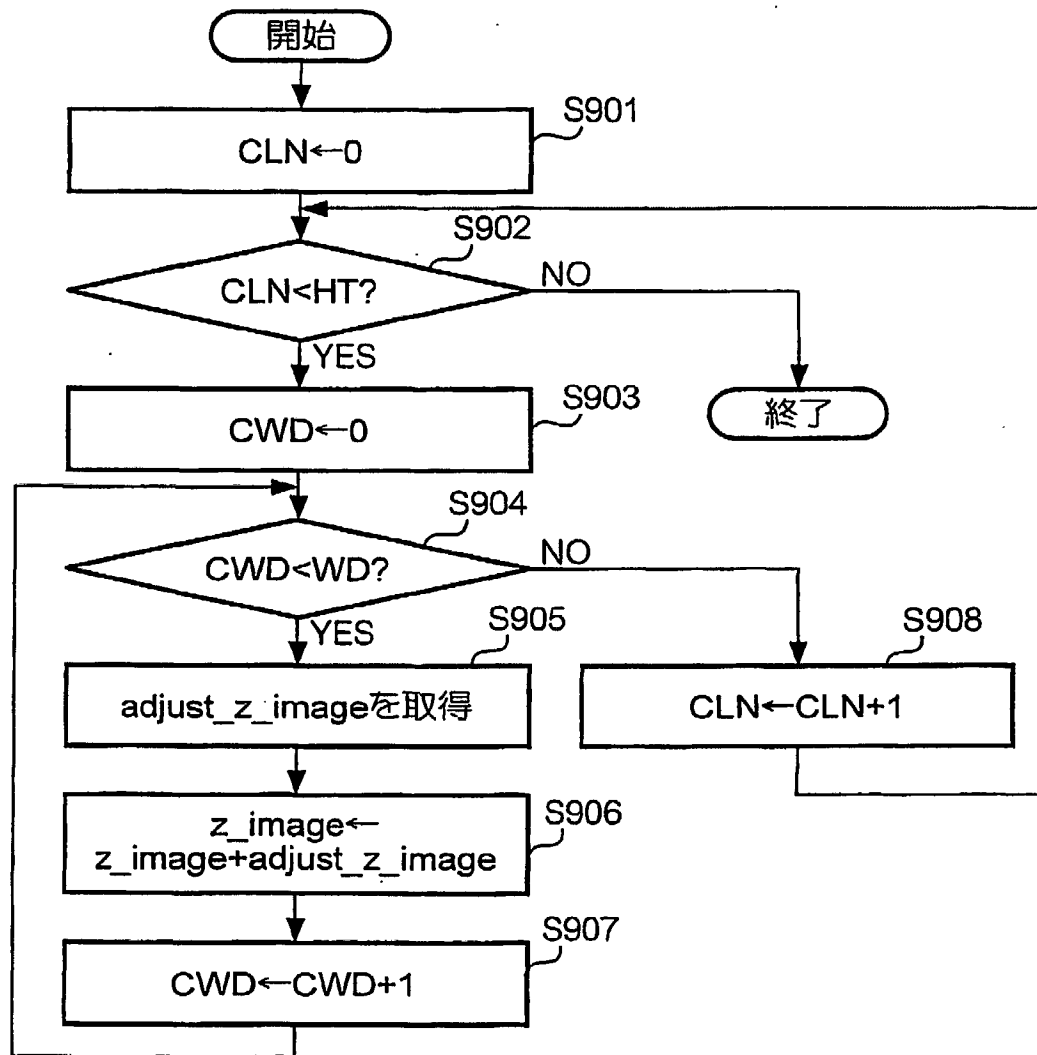 開始
S901
CLN←0
S902
CLN<HT?
NO
YES
S903
CWD←0
終了
S904
CWD<WD?
NO
YES
S905
adjust_z_imageを取得
S908
CLN←CLN+1
S906
z_image←
z_image+adjust_z_image
S907
CWD←CWD+1